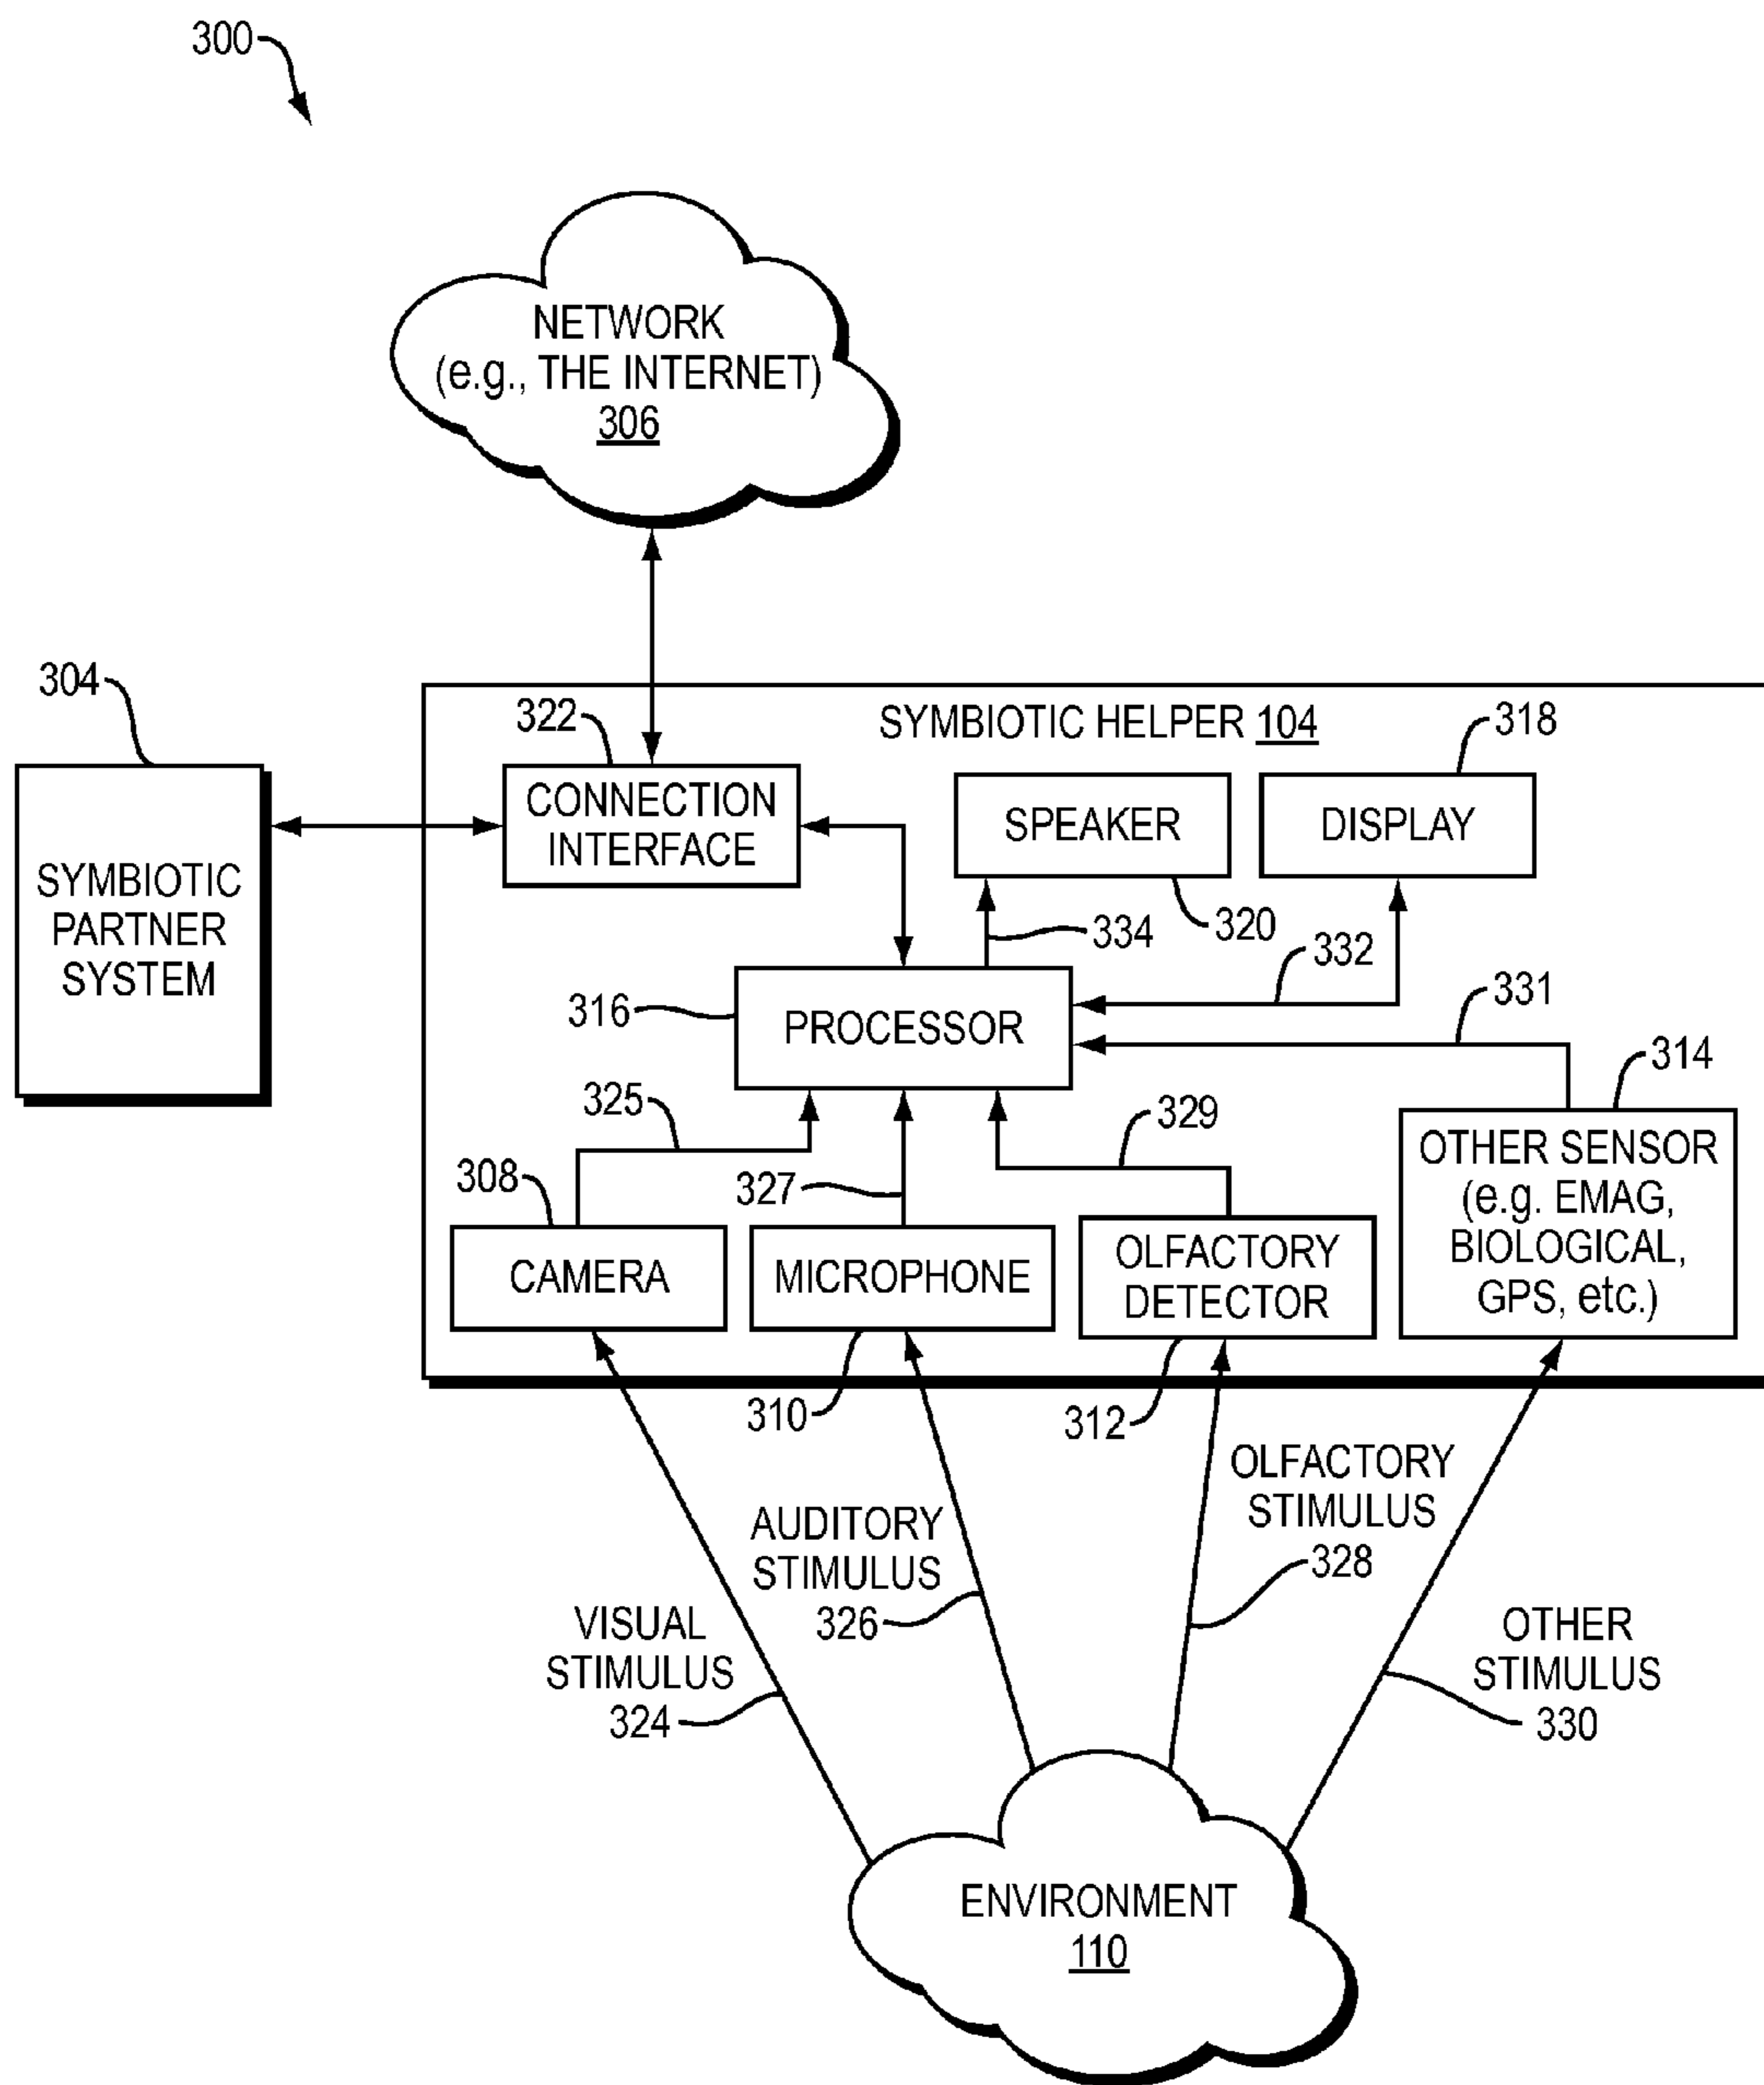 300
NETWORK
(e.g., THE INTERNET)
306
304
322
SYMBIOTIC HELPER 104
318
CONNECTION
INTERFACE
SPEAKER
DISPLAY
SYMBIOTIC
PARTNER
SYSTEM
320
334
332
316
PROCESSOR
331
314
325
329
308
327
OTHER SENSOR
(e.g. EMAG,
BIOLOGICAL,
GPS, etc.)
CAMERA
MICROPHONE
OLFACTORY
DETECTOR
310
312
OLFACTORY
STIMULUS
328
AUDITORY
STIMULUS
326
VISUAL
STIMULUS
324
OTHER
STIMULUS
330
ENVIRONMENT
110